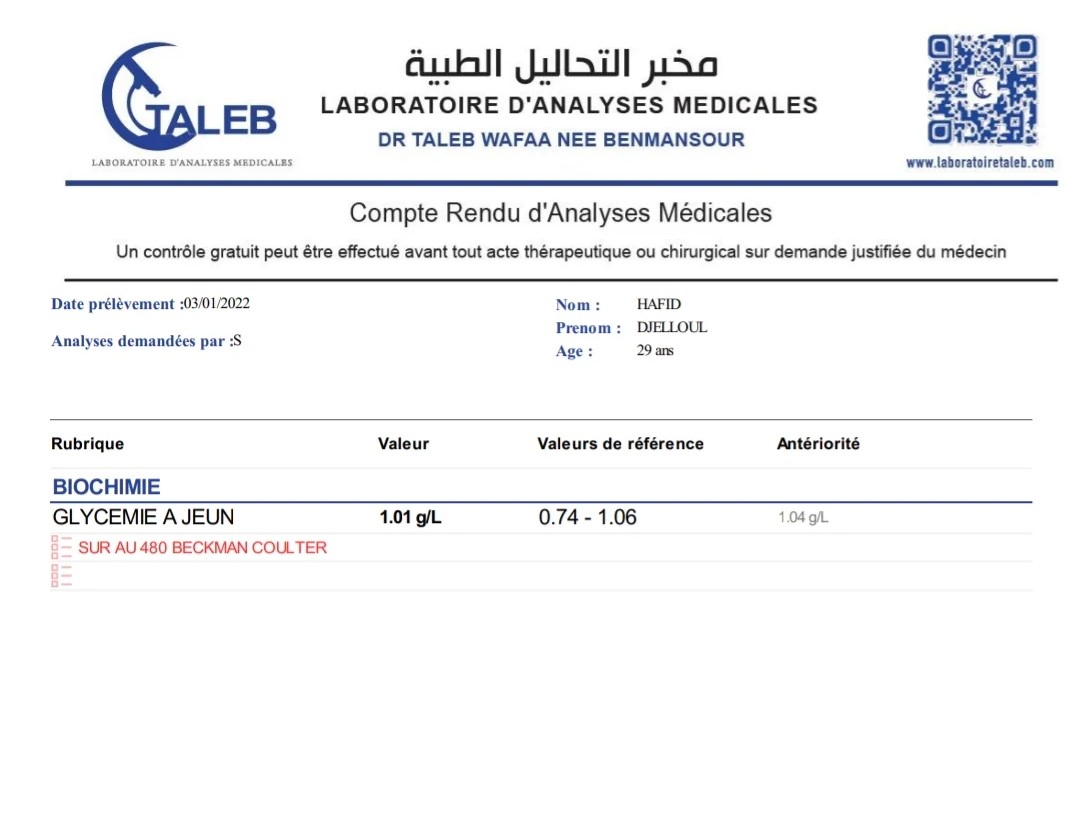 TALEB
LABORATOIRE D'ANALYSES MEDICALES
مخبر التحاليل الطبية
LABORATOIRE D'ANALYSES MEDICALES
DR TALEB WAFAA NEE BENMANSOUR
www.laboratoiretaleb.com
Compte Rendu d'Analyses Médicales
Un contrôle gratuit peut être effectué avant tout acte thérapeutique ou chirurgical sur demande justifiée du médecin
Date prélèvement :03/01/2022
Analyses demandées par :S
Nom : HAFID
Prenom : DJELLOUL
Age : 29 ans
Rubrique Valeur Valeurs de référence Antériorité
BIOCHIMIE
GLYCEMIE A JEUN 1.01 g/L 0.74 - 1.06 1.04 g/L
SUR AU 480 BECKMAN COULTER